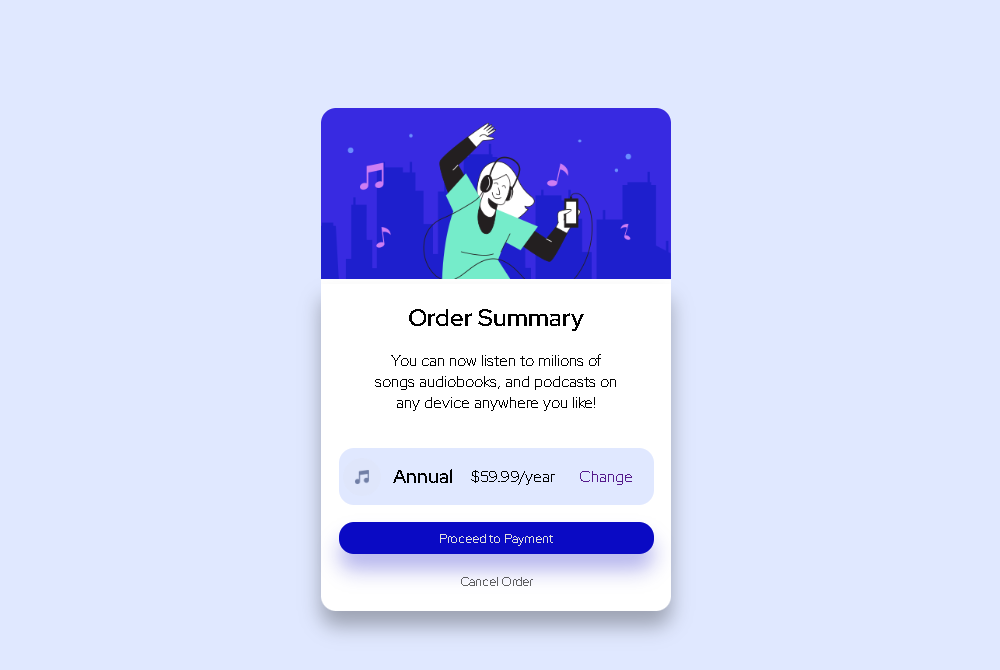 Order Summary
You can now listen to milions of
songs audiobooks, and podcasts on
any device anywhere you like!
Annual $59.99/year Change
Proceed to Payment
Cancel Order